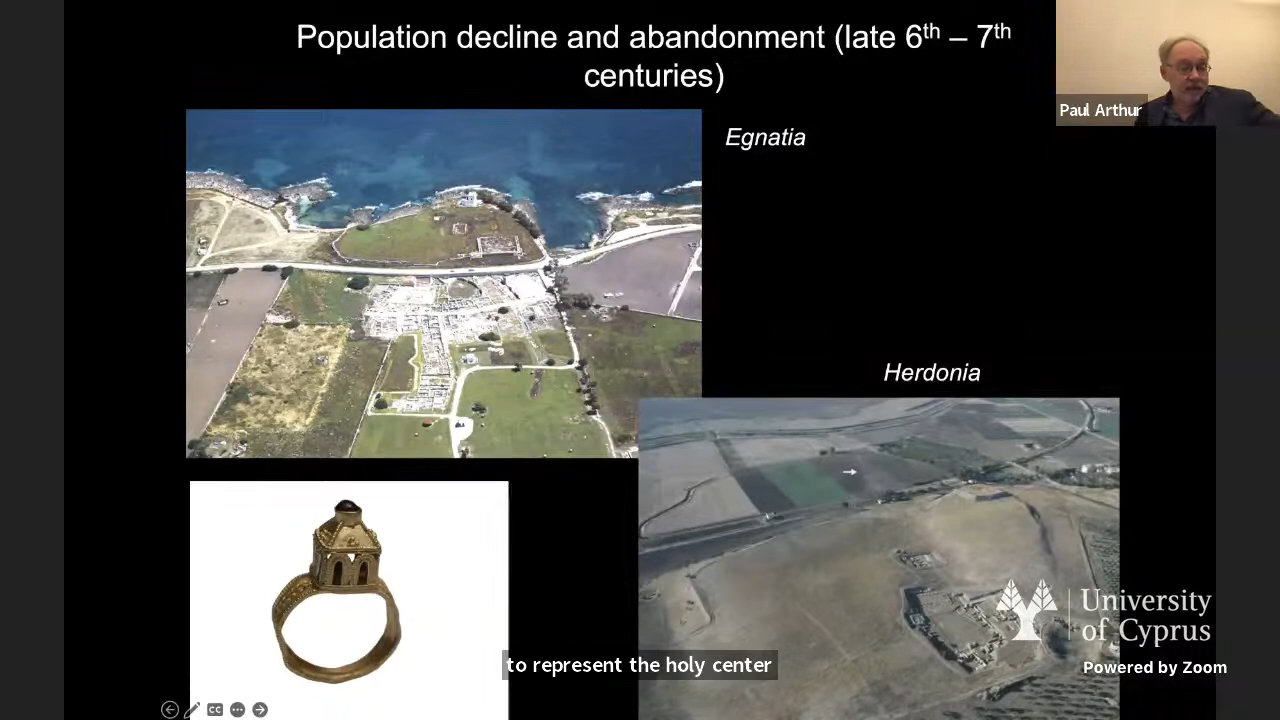 Population decline and abandonment (late 6th – 7th
centuries)
Paul Arthur
Egnatia
Herdonia
University
of Cyprus
to represent the holy center
Powered by Zoom
CC